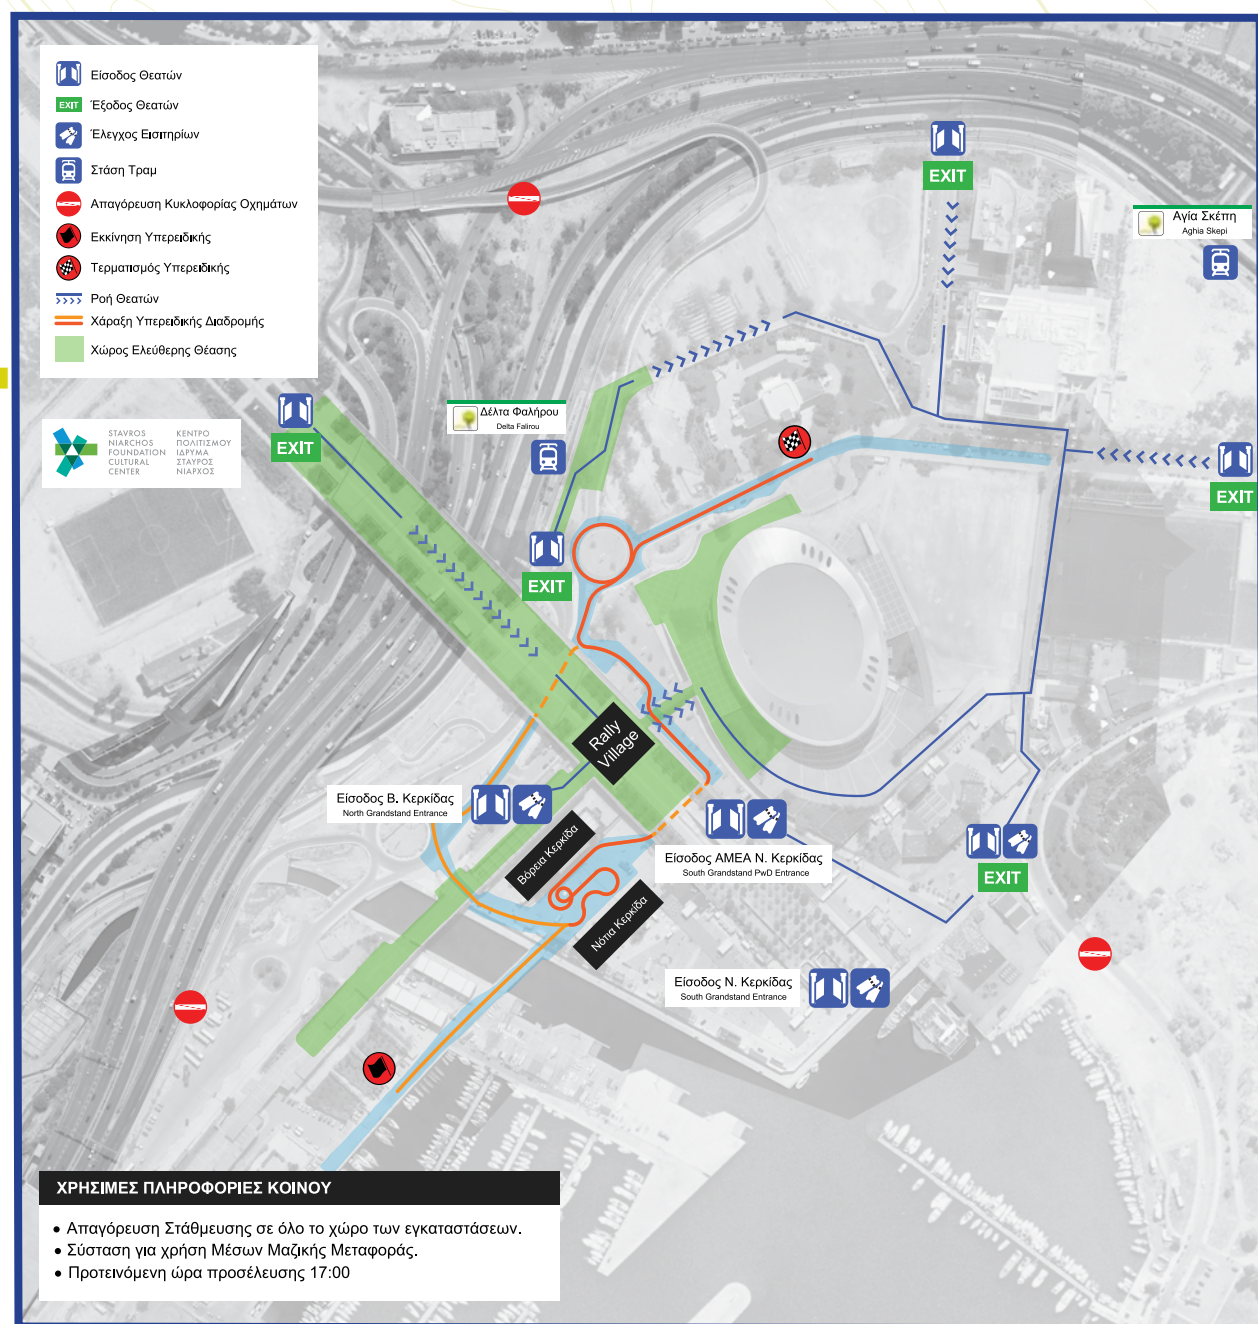 Είσοδος Θεατών
EXIT Έξοδος Θεατών
Έλεγχος Εισιτηρίων
Στάση Τραμ
Απαγόρευση Κυκλοφορίας Οχημάτων
Εκκίνηση Υπερειδικής
Τερματισμός Υπερειδικής
Ροή Θεατών
Χάραξη Υπερειδικής Διαδρομής
Χώρος Ελεύθερης Θέασης
EXIT
Αγία Σκέπη
Aghia Skepi
STAVROS
NIARCHOS
FOUNDATION
CULTURAL
CENTER
ΚΕΝΤΡΟ
ΠΟΛΙΤΙΣΜΟΥ
ΙΔΡΥΜΑ
ΣΤΑΥΡΟΣ
ΝΙΑΡΧΟΣ
EXIT
Δέλτα Φαλήρου
Delta Falirou
EXIT
EXIT
Rally
Village
Είσοδος Β. Κερκίδας
North Grandstand Entrance
Βόρεια Κερκίδα
Είσοδος ΑΜΕΑ Ν. Κερκίδας
South Grandstand PwD Entrance
EXIT
Νότια Κερκίδα
Είσοδος Ν. Κερκίδας
South Grandstand Entrance
ΧΡΗΣΙΜΕΣ ΠΛΗΡΟΦΟΡΙΕΣ ΚΟΙΝΟΥ
• Απαγόρευση Στάθμευσης σε όλο το χώρο των εγκαταστάσεων.
• Σύσταση για χρήση Μέσων Μαζικής Μεταφοράς.
• Προτεινόμενη ώρα προσέλευσης 17:00